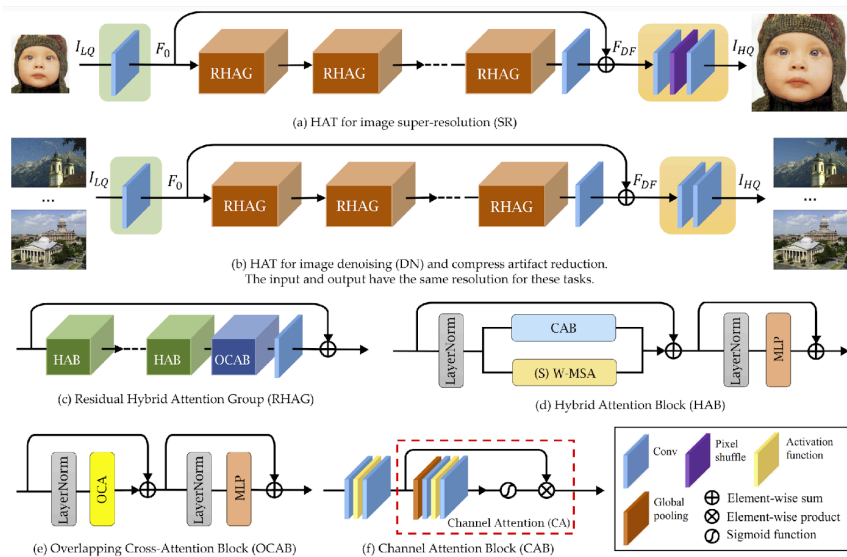 I_LQ F_0 RHAG RHAG RHAG F_DF I_HQ
(a) HAT for image super-resolution (SR)
I_LQ F_0 RHAG RHAG RHAG F_DF I_HQ
... ...
(b) HAT for image denoising (DN) and compress artifact reduction.
The input and output have the same resolution for these tasks.
HAB HAB OCAB
(c) Residual Hybrid Attention Group (RHAG)
LayerNorm CAB (S) W-MSA LayerNorm MLP
(d) Hybrid Attention Block (HAB)
LayerNorm OCA LayerNorm MLP
(e) Overlapping Cross-Attention Block (OCAB)
Channel Attention (CA)
(f) Channel Attention Block (CAB)
Conv
Pixel
shuffle
Activation
function
Global
pooling
Element-wise sum
Element-wise product
Sigmoid function